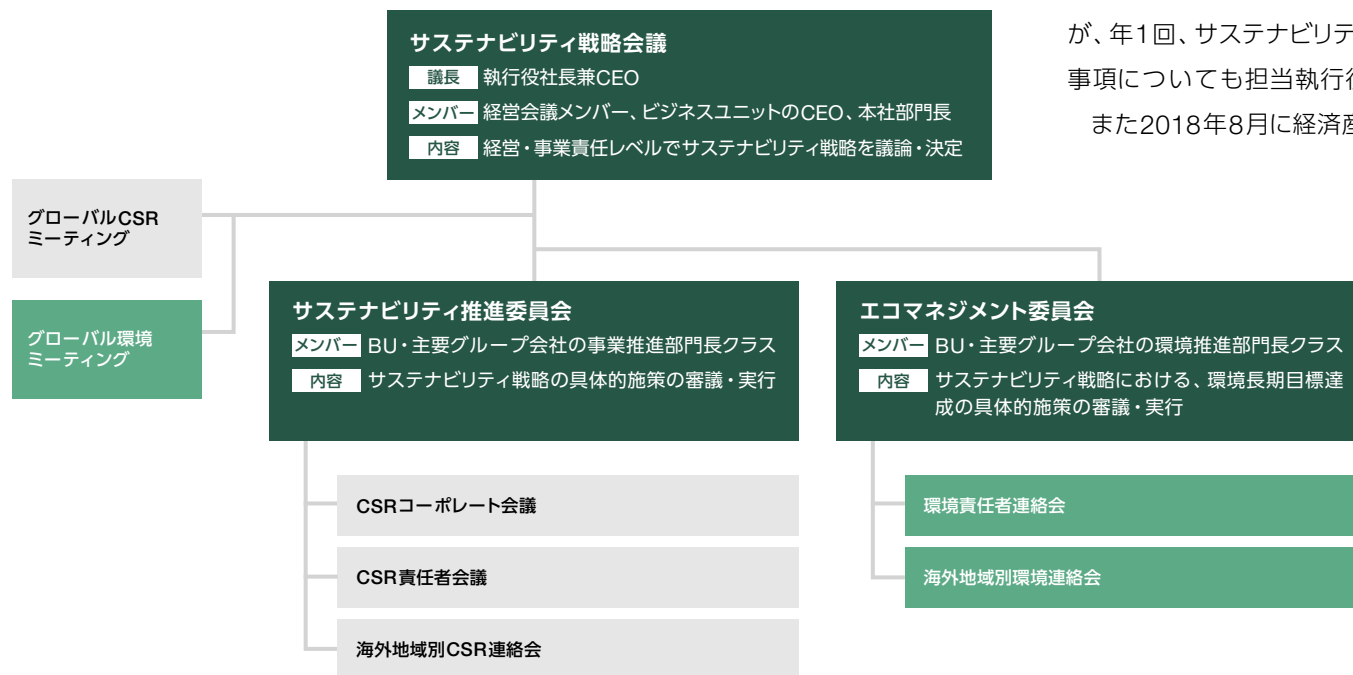 サステナビリティ戦略会議
議長 執行役社長兼CEO
メンバー 経営会議メンバー、ビジネスユニットのCEO、本社部門長
内容 経営・事業責任レベルでサステナビリティ戦略を議論・決定
が、年1回、サステナビリテ
事項についても担当執行
また2018年8月に経済
グローバルCSR
ミーティング
グローバル環境
ミーティング
サステナビリティ推進委員会
メンバー BU・主要グループ会社の事業推進部門長クラス
内容 サステナビリティ戦略の具体的施策の審議・実行
エコマネジメント委員会
メンバー BU・主要グループ会社の環境推進部門長クラス
内容 サステナビリティ戦略における、環境長期目標達
成の具体的施策の審議・実行
CSRコーポレート会議
CSR責任者会議
海外地域別CSR連絡会
環境責任者連絡会
海外地域別環境連絡会